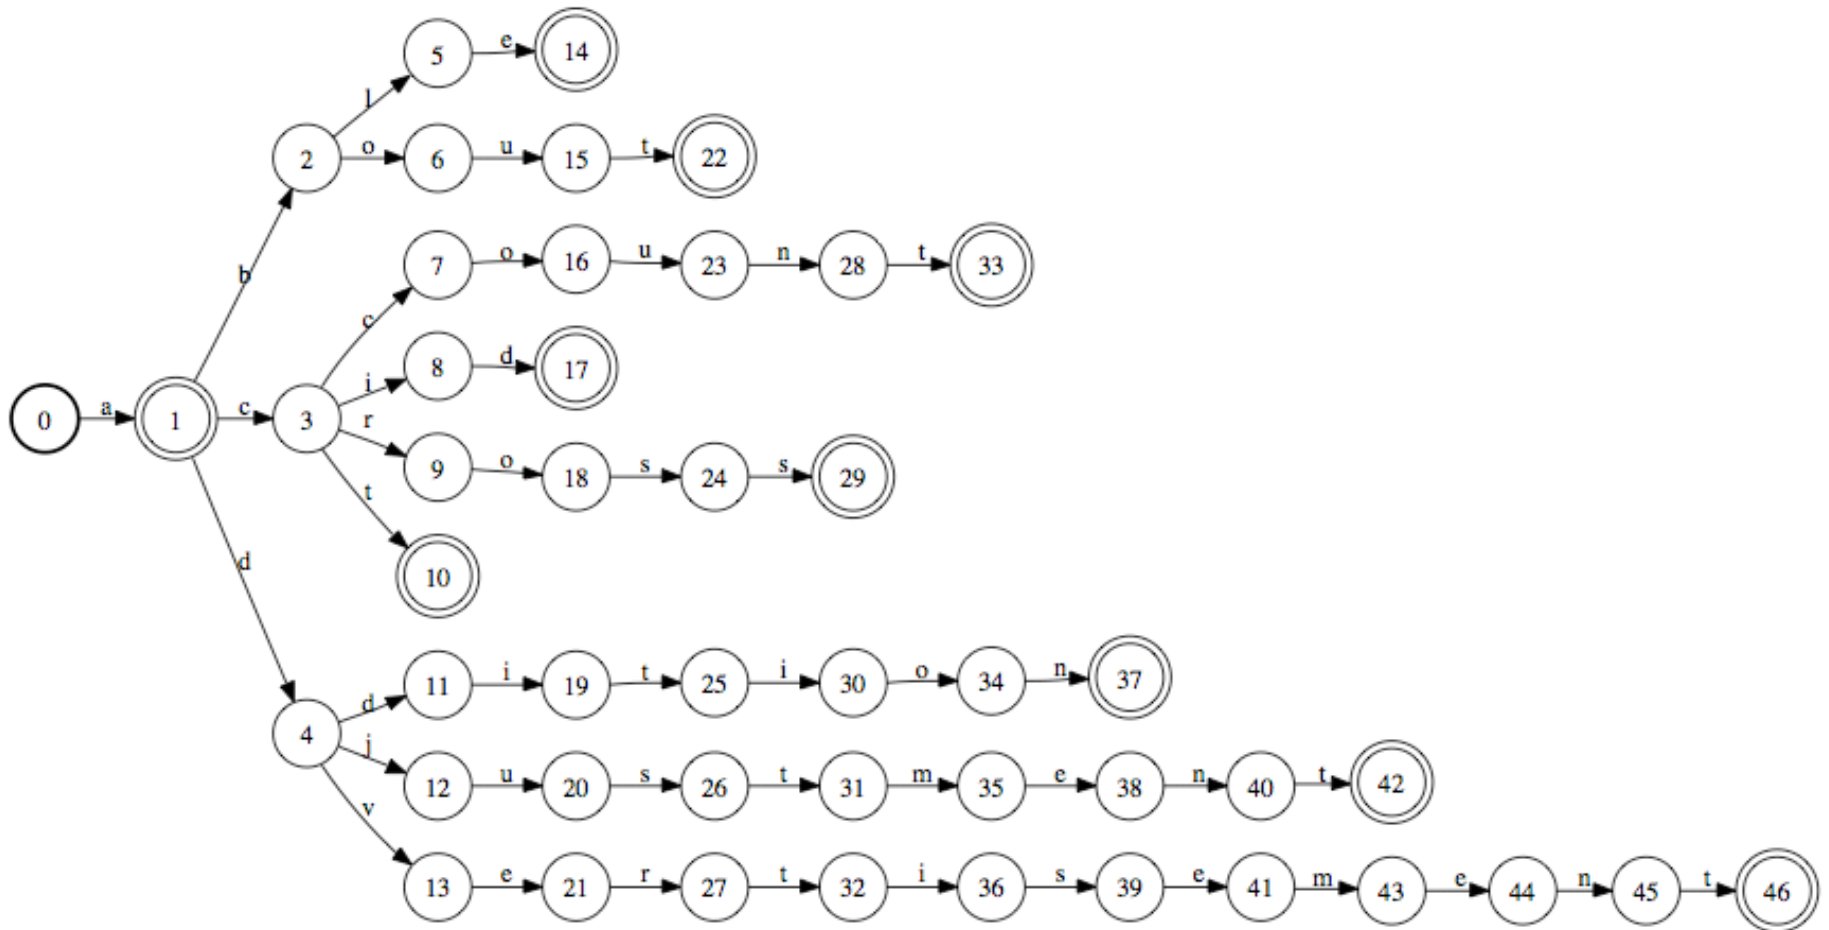 5 e 14
l
2 o 6 u 15 t 22
b
7 o 16 u 23 n 28 t 33
c
i 8 d 17
0 a 1 c 3
r 9 o 18 s 24 s 29
t
10
d
11 i 19 t 25 i 30 o 34 n 37
d
4
j
12 u 20 s 26 t 31 m 35 e 38 n 40 t 42
v
13 e 21 r 27 t 32 i 36 s 39 e 41 m 43 e 44 n 45 t 46